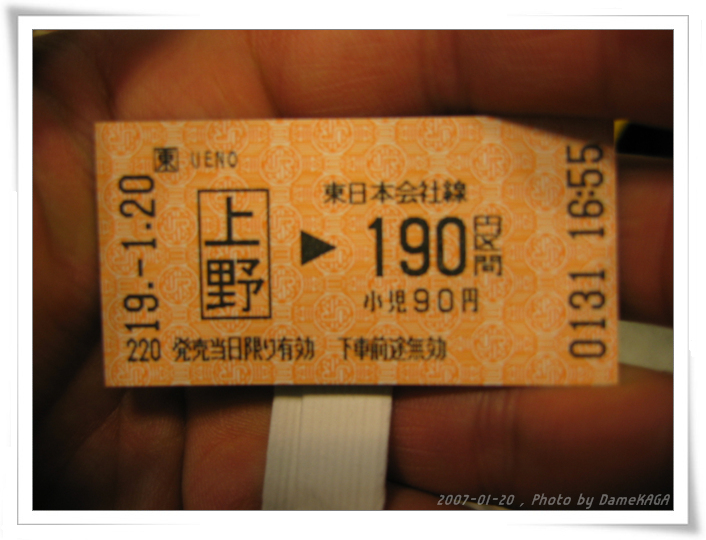 東 UENO
19.-1.20
上野
▶
東日本会社線
190円区間
小児90円
0131 16:55
220 発売当日限り有効 下車前途無効
2007-01-20 , Photo by DameKAGA